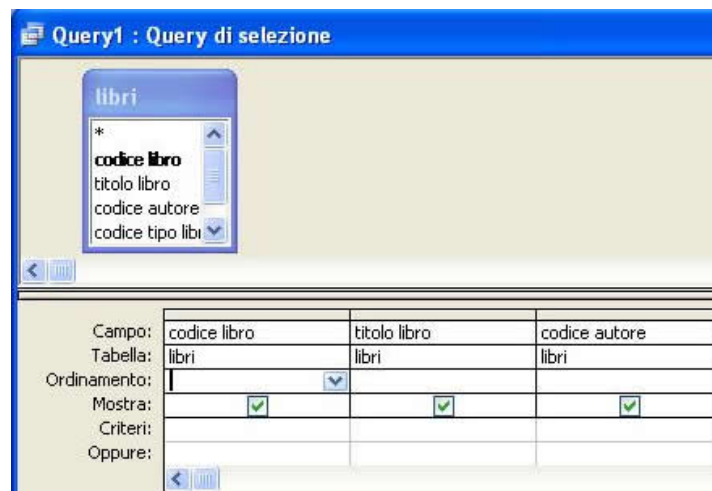 Query1 : Query di selezione
libri
*
codice libro
titolo libro
codice autore
codice tipo libr
Campo: codice libro titolo libro codice autore
Tabella: libri libri libri
Ordinamento:
Mostra:
Criteri:
Oppure: